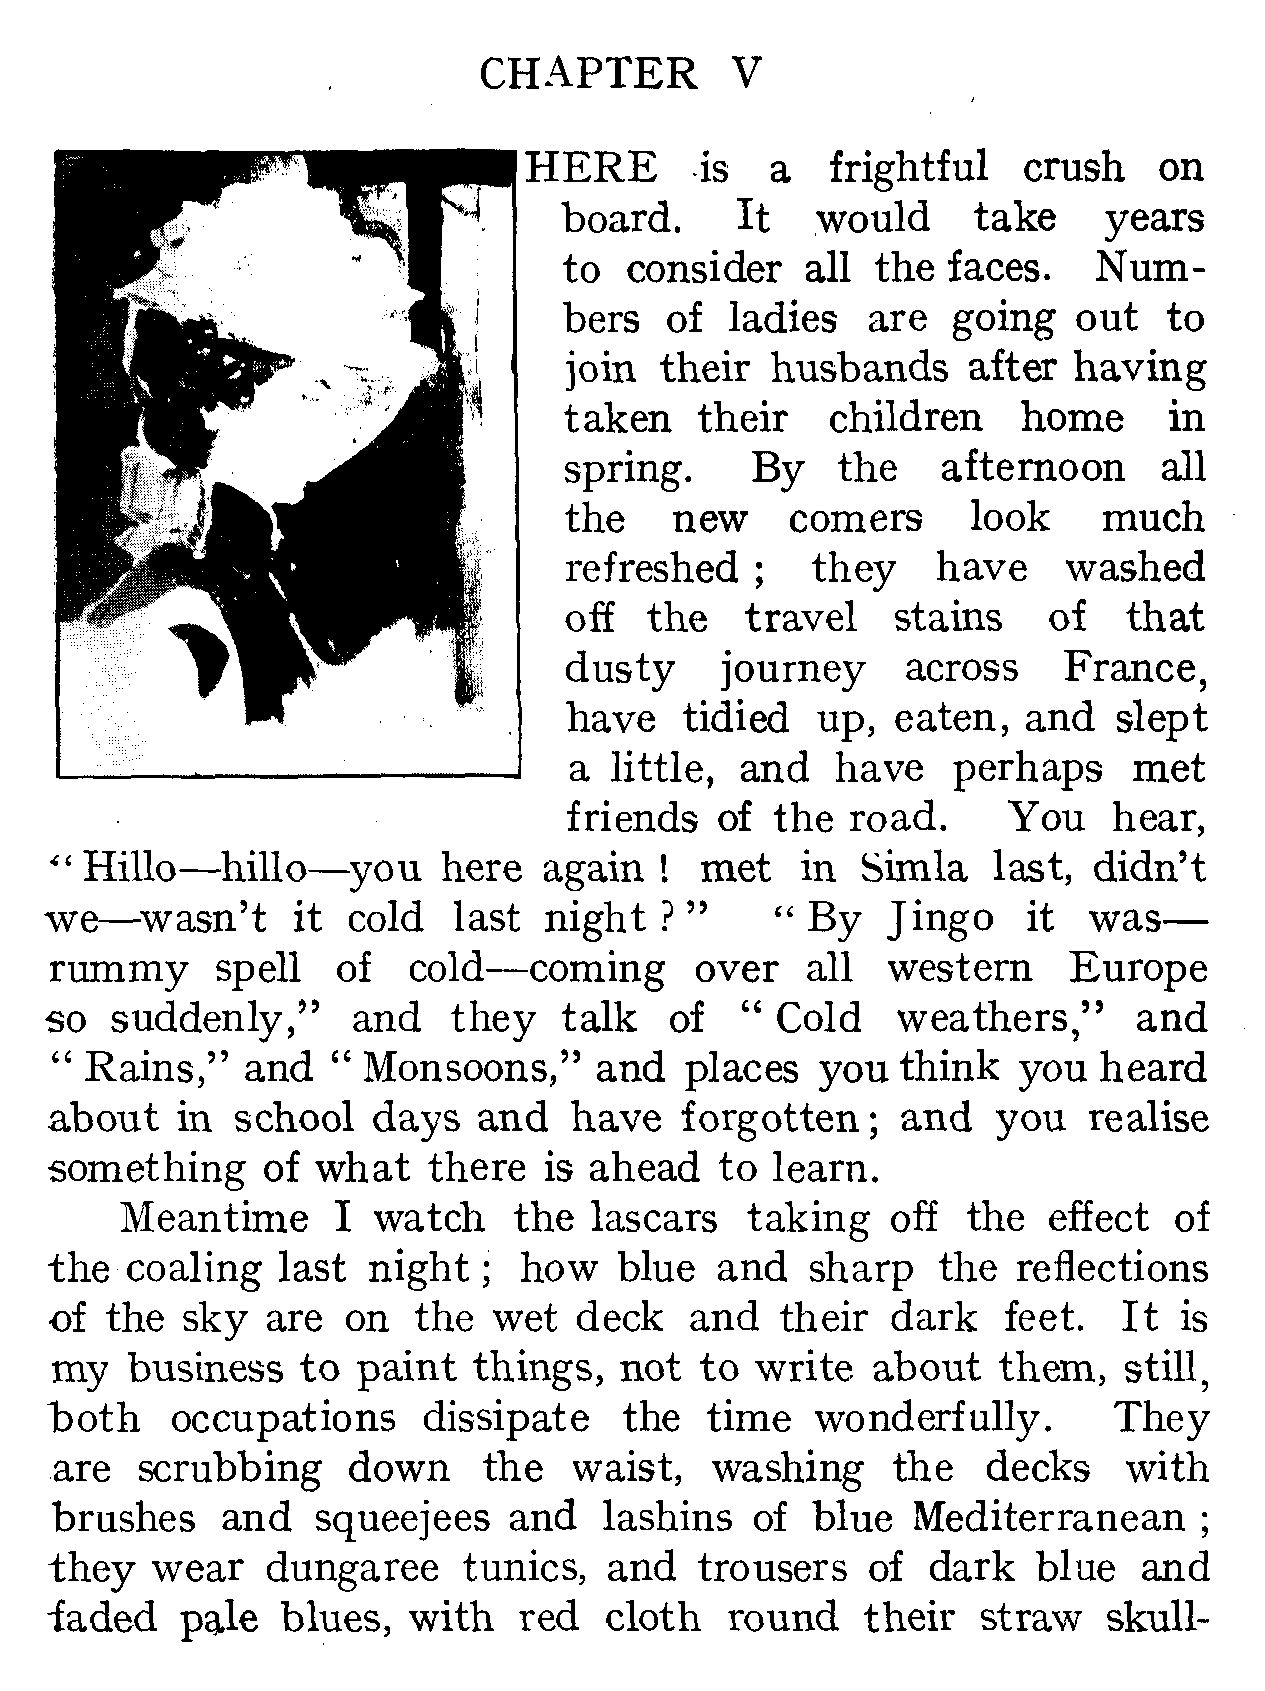 CHAPTER V
HERE is a frightful crush on
board. It would take years
to consider all the faces. Num-
bers of ladies are going out to
join their husbands after having
taken their children home in
spring. By the afternoon all
the new comers look much
refreshed ; they have washed
off the travel stains of that
dusty journey across France,
have tidied up, eaten, and slept
a little, and have perhaps met
friends of the road. You hear,
“ Hillo—hillo—you here again ! met in Simla last, didn’t
we—wasn’t it cold last night ? ” “ By Jingo it was—
rummy spell of cold—coming over all western Europe
so suddenly,” and they talk of “ Cold weathers,” and
“ Rains,” and “ Monsoons,” and places you think you heard
about in school days and have forgotten ; and you realise
something of what there is ahead to learn.
Meantime I watch the lascars taking off the effect of
the coaling last night ; how blue and sharp the reflections
of the sky are on the wet deck and their dark feet. It is
my business to paint things, not to write about them, still,
both occupations dissipate the time wonderfully. They
are scrubbing down the waist, washing the decks with
brushes and squeejees and lashins of blue Mediterranean ;
they wear dungaree tunics, and trousers of dark blue and
faded pale blues, with red cloth round their straw skull-